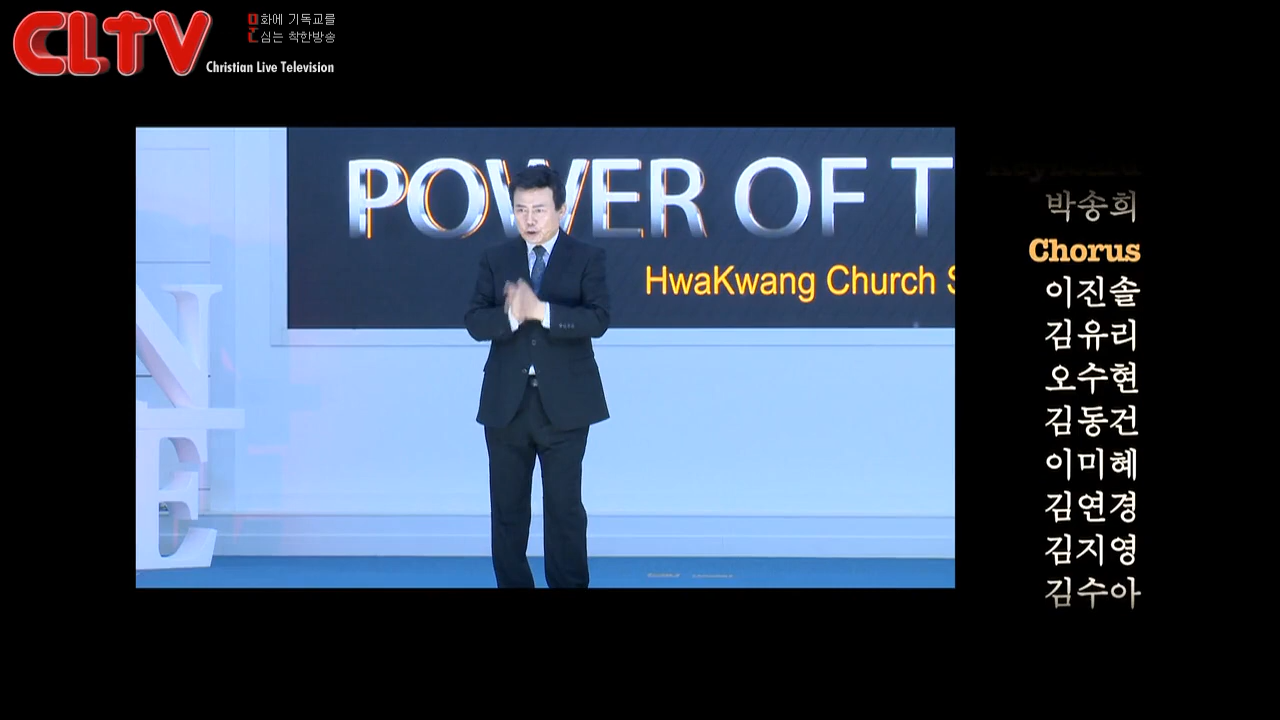 CLTV
문화에 기독교를
심는 착한방송
Christian Live Television
POWER OF T
HwaKwang Church S
N
E
Keyboard
박송희
Chorus
이진솔
김유리
오수현
김동건
이미혜
김연경
김지영
김수아